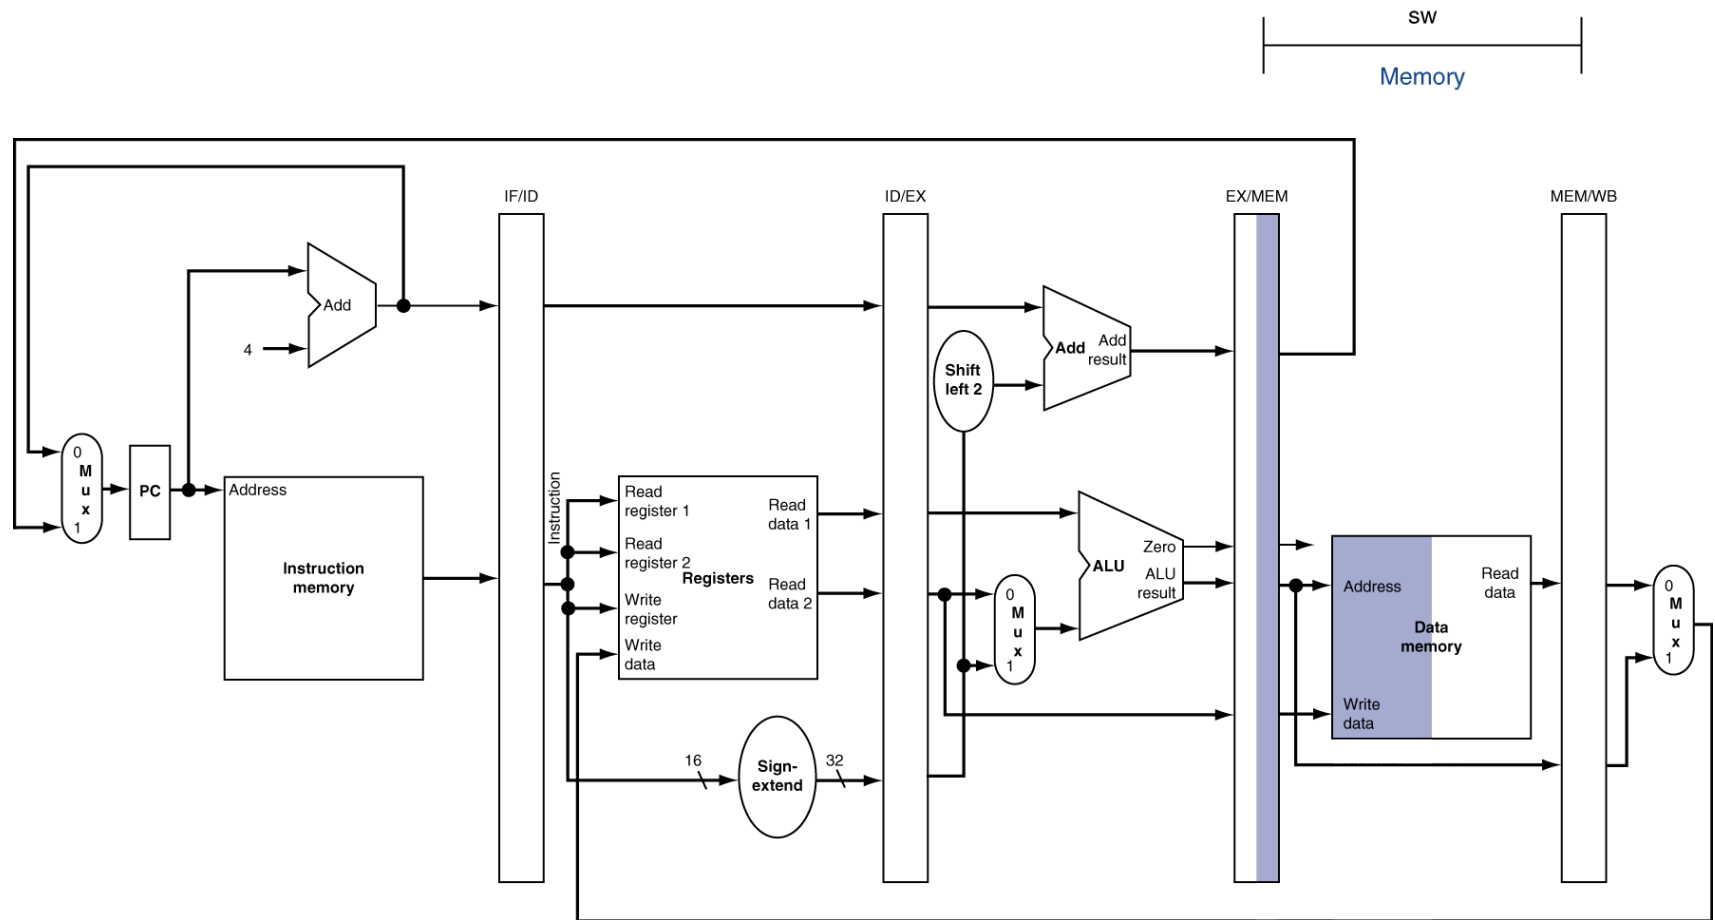 SW
Memory
IF/ID
ID/EX
EX/MEM
MEM/WB
Add
4
Add
Add
result
Shift
left 2
0
M
u
x
1
PC
Address
Instruction
memory
Instruction
Read
register 1
Read
register 2
Write
register
Write
data
Registers
Read
data 1
Read
data 2
16
Sign-
extend
32
0
M
u
x
1
Zero
ALU
ALU
result
Address
Read
data
Data
memory
Write
data
0
M
u
x
1